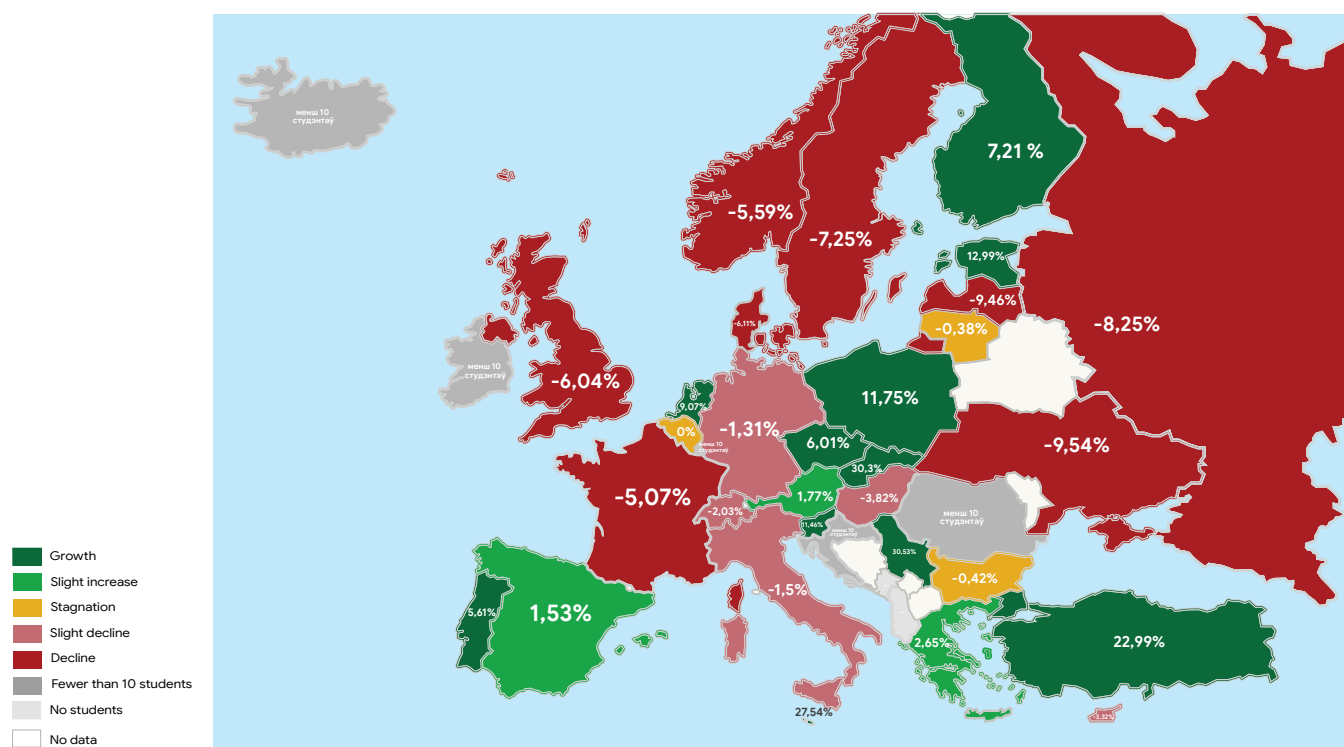 менш 10
студэнтаў
7,21 %
-5,59%
-7,25%
12,99%
-9,46%
-8,25%
-6,11%
-0,38%
менш 10
студэнтаў
-6,04%
9,07%
11,75%
-1,31%
0%
менш 10
студэнтаў
6,01%
-9,54%
30,3%
-5,07%
1,77%
-3,82%
-2,03%
менш 10
студэнтаў
11,46%
менш 10
студэнтаў
30,53%
-0,42%
-1,5%
5,61%
1,53%
2,65%
22,99%
27,54%
-3,32%
Growth
Slight increase
Stagnation
Slight decline
Decline
Fewer than 10 students
No students
No data